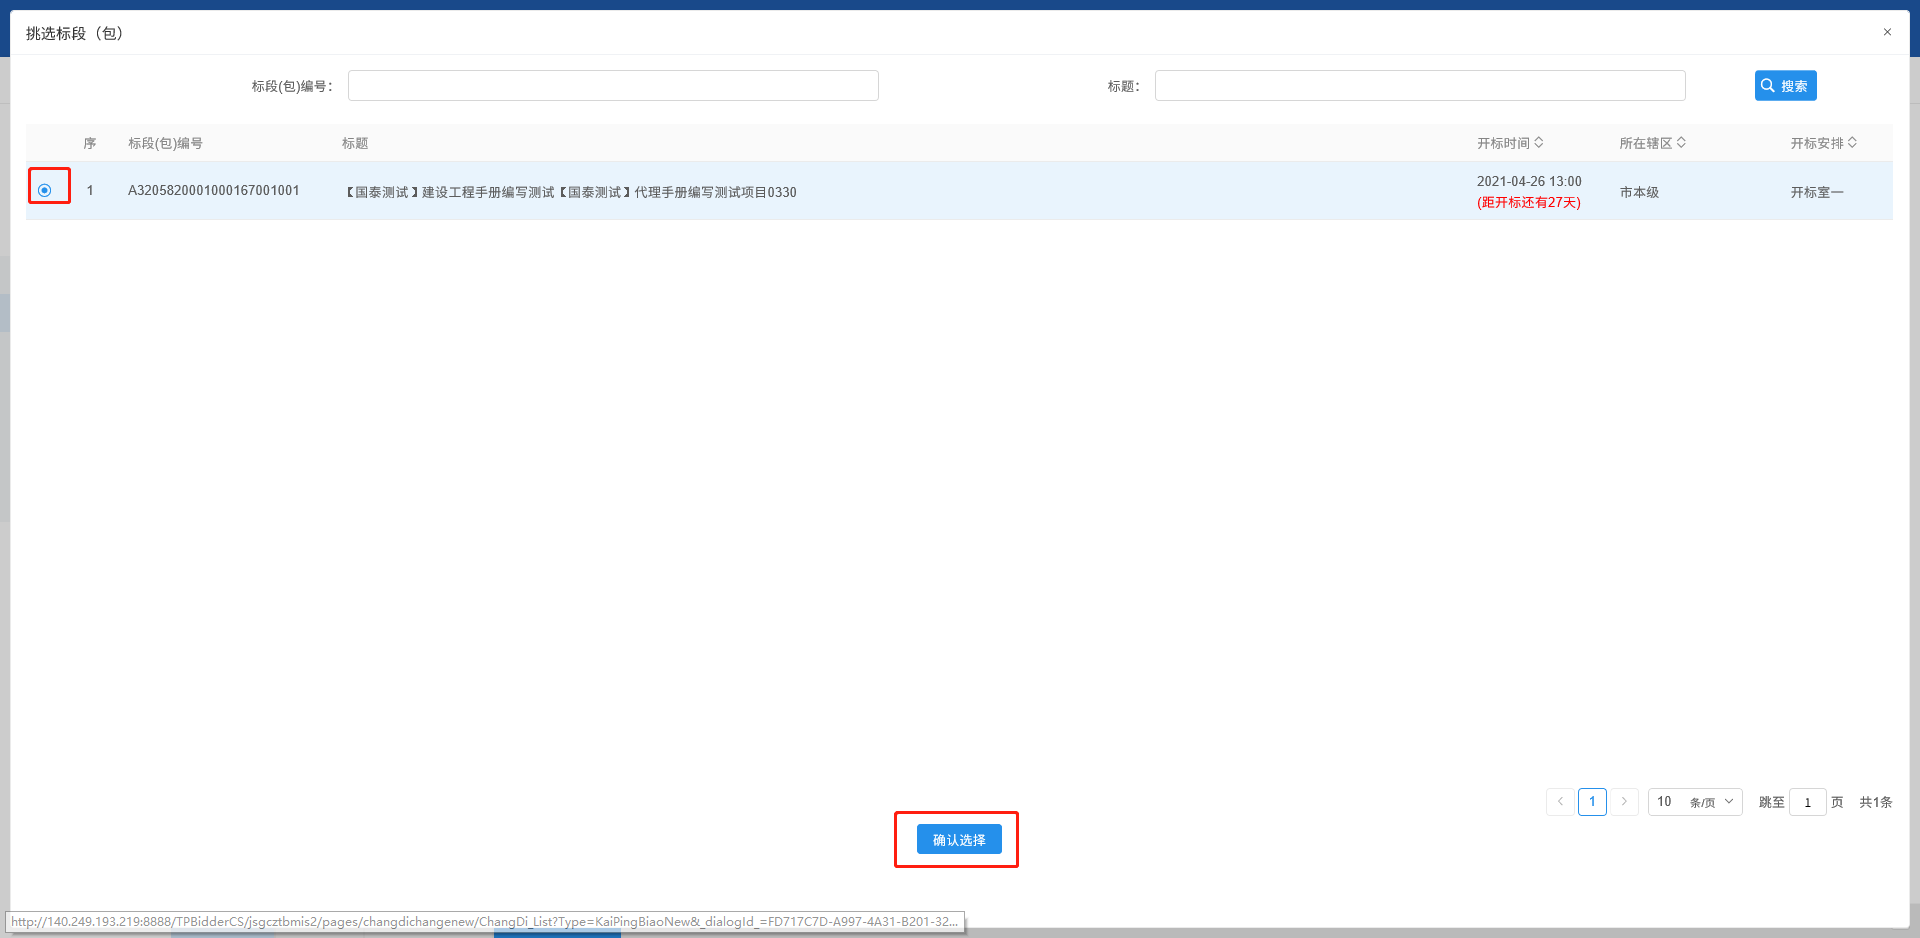 挑选标段（包）
×
标段(包)编号：
标题：
搜索
序 标段(包)编号 标题 开标时间 所在辖区 开标安排
1 A3205820001000167001001 【国泰测试】建设工程手册编写测试【国泰测试】代理手册编写测试项目0330 2021-04-26 13:00 市本级 开标室一
(距开标还有27天)
1 10 条/页 跳至 1 页 共1条
确认选择
http://140.249.193.219:8888/TPBidderCS/jsgcztbmis2/pages/changdichangenew/ChangDi_List?Type=KaiPingBiaoNew&_dialogId_=FD717C7D-A997-4A31-B201-32...